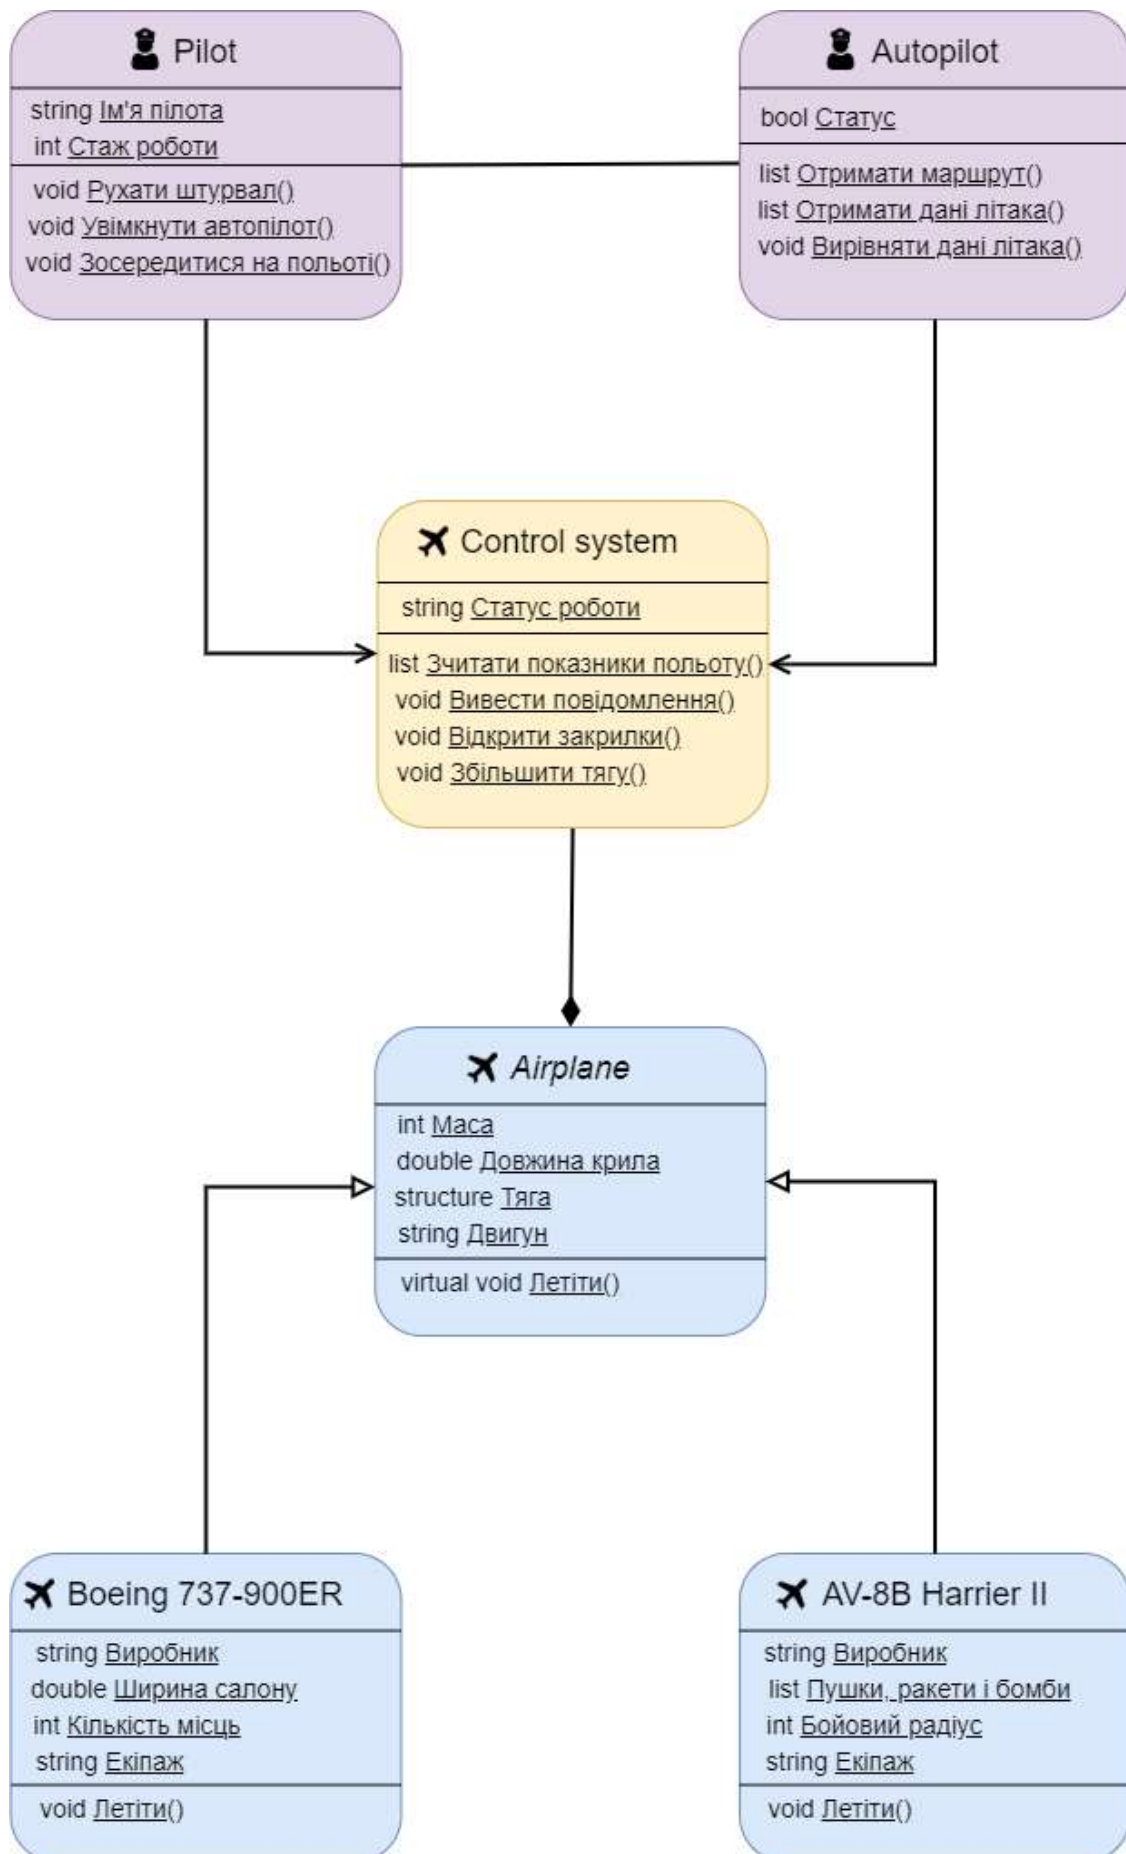 Pilot
string Ім'я пілота
int Стаж роботи
void Рухати штурвал()
void Увімкнути автопілот()
void Зосередитися на польоті()
Autopilot
bool Статус
list Отримати маршрут()
list Отримати дані літака()
void Вирівняти дані літака()
Control system
string Статус роботи
list Зчитати показники польоту()
void Вивести повідомлення()
void Відкрити закрилки()
void Збільшити тягу()
Airplane
int Маса
double Довжина крила
structure Тяга
string Двигун
virtual void Летіти()
Boeing 737-900ER
string Виробник
double Ширина салону
int Кількість місць
string Екіпаж
void Летіти()
AV-8B Harrier II
string Виробник
list Пушки, ракети і бомби
int Бойовий радіус
string Екіпаж
void Летіти()